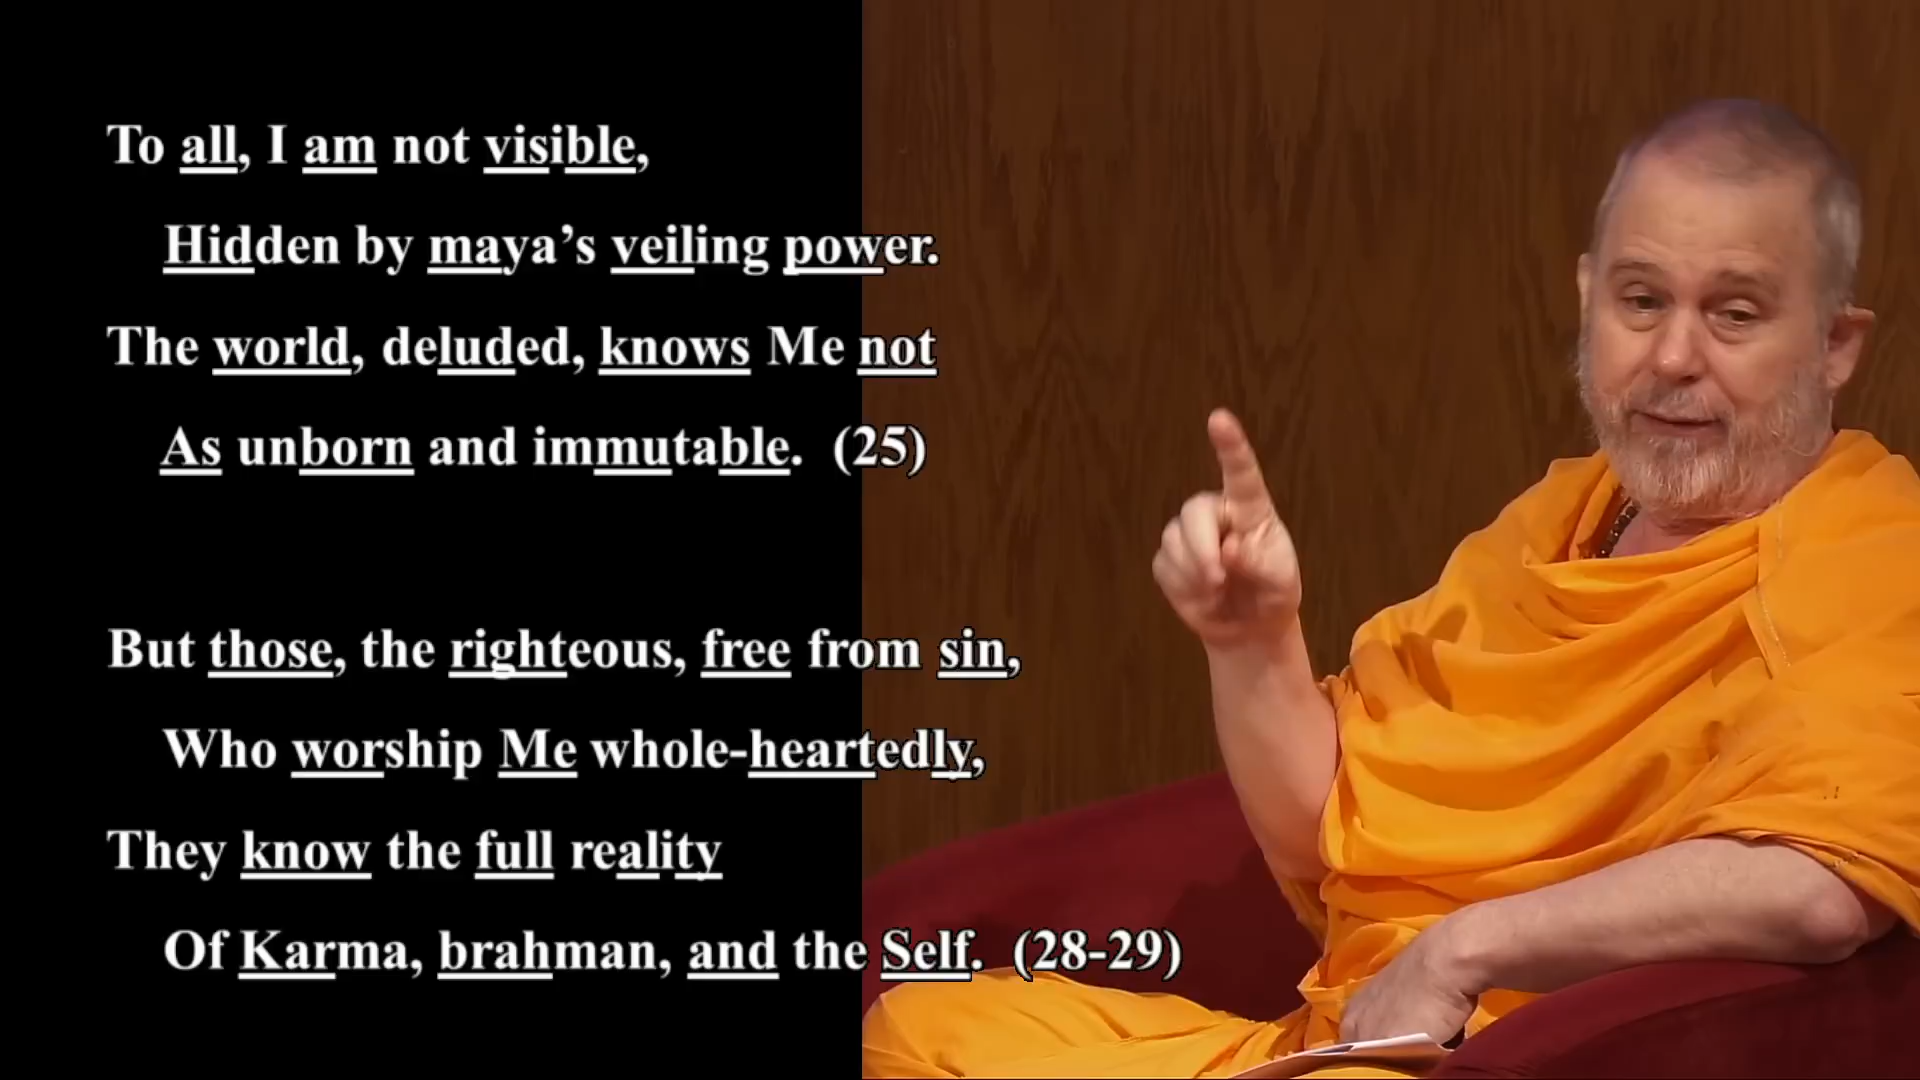 To all, I am not visible,
Hidden by maya’s veiling power.
The world, deluded, knows Me not
As unborn and immutable. (25)
But those, the righteous, free from sin,
Who worship Me whole-heartedly,
They know the full reality
Of Karma, brahman, and the Self. (28-29)